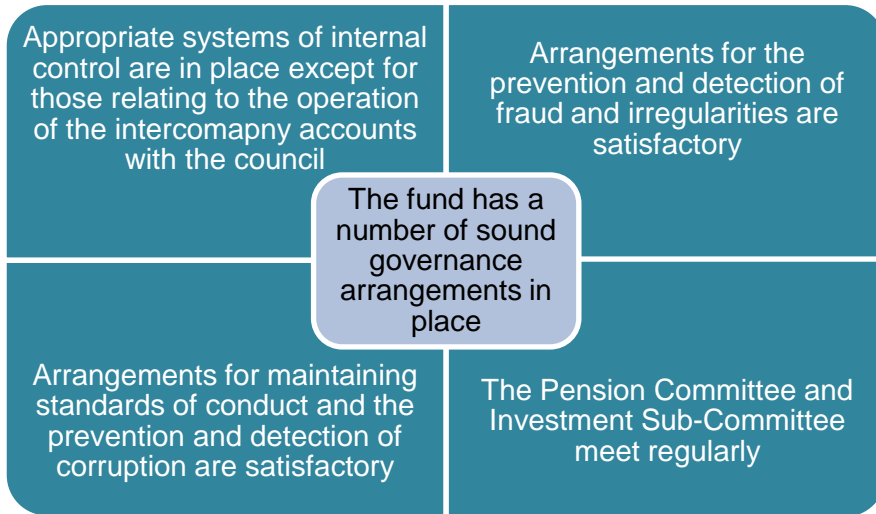 Appropriate systems of internal
control are in place except for
those relating to the operation
of the intercomapny accounts
with the council
Arrangements for the
prevention and detection of
fraud and irregularities are
satisfactory
The fund has a
number of sound
governance
arrangements in
place
Arrangements for maintaining
standards of conduct and the
prevention and detection of
corruption are satisfactory
The Pension Committee and
Investment Sub-Committee
meet regularly